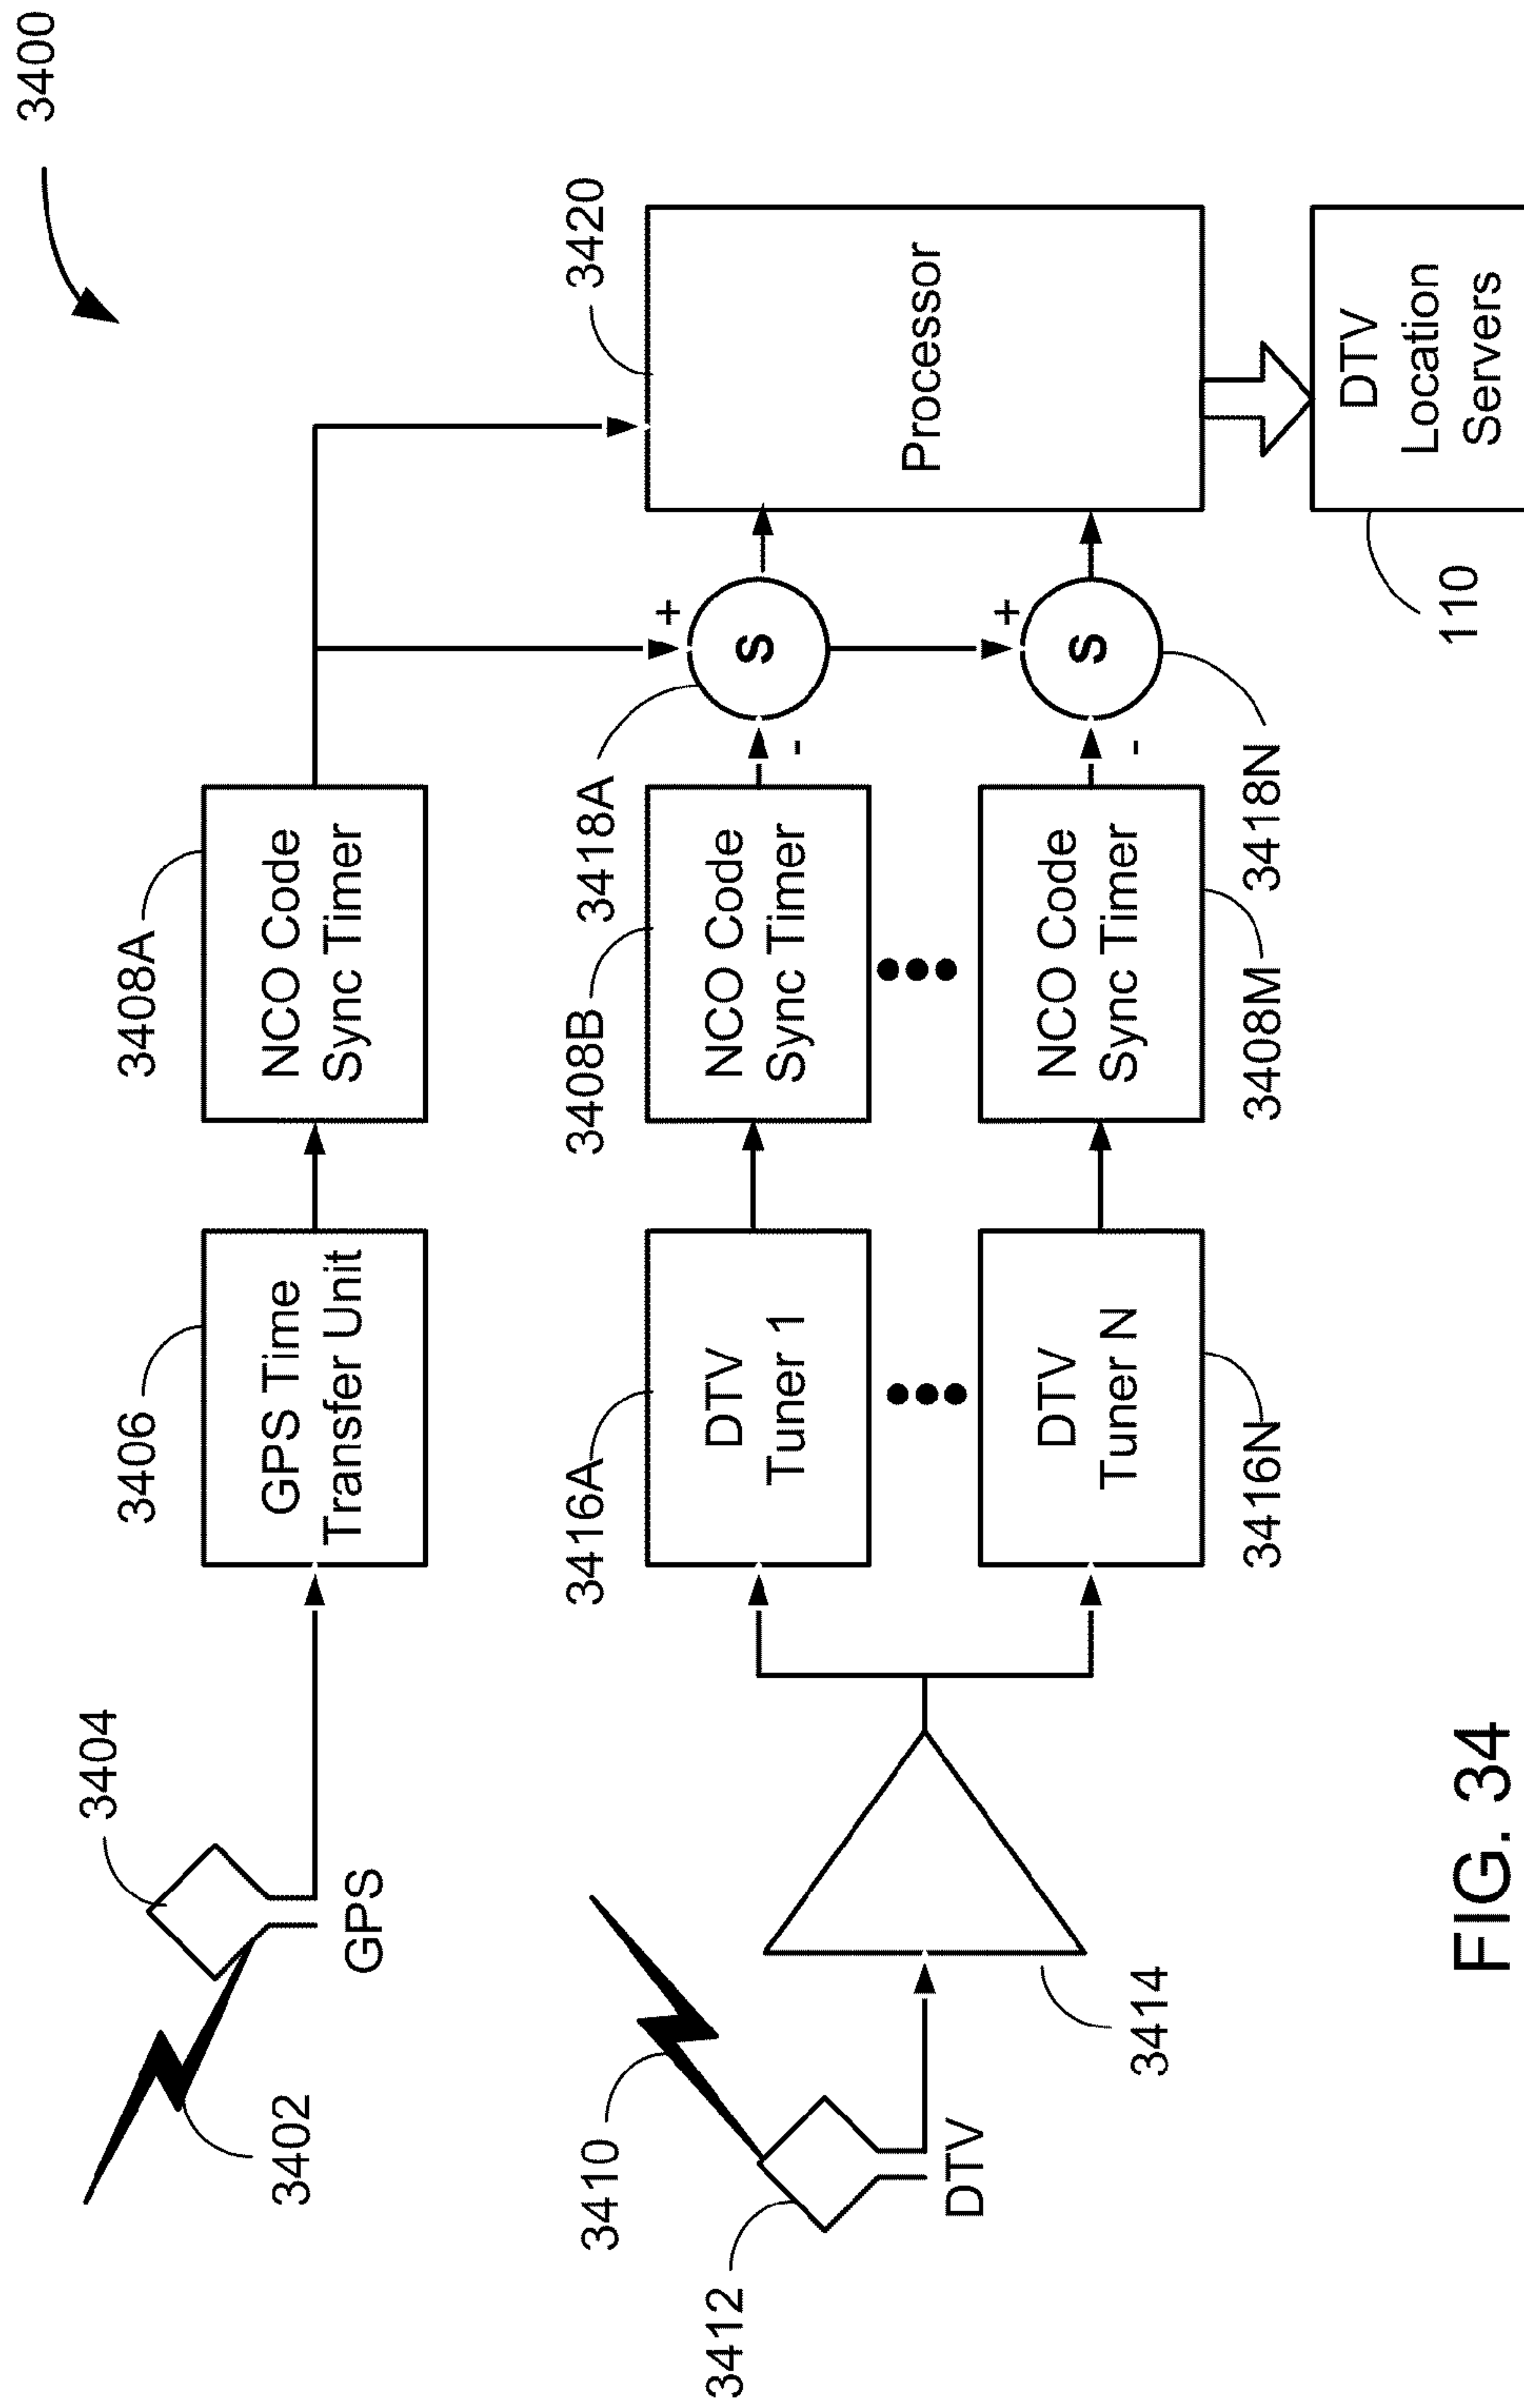 3400
3404
3402
GPS
3406
GPS Time
Transfer Unit
3408A
NCO Code
Sync Timer
3420
Processor
3410
3412
DTV
3414
3416A
DTV
Tuner 1
3408B
NCO Code
Sync Timer
3418A
+
S
-
•••
•••
DTV
Tuner N
3416N
NCO Code
Sync Timer
3408M
+
S
-
3418N
DTV
Location
Servers
110
FIG. 34